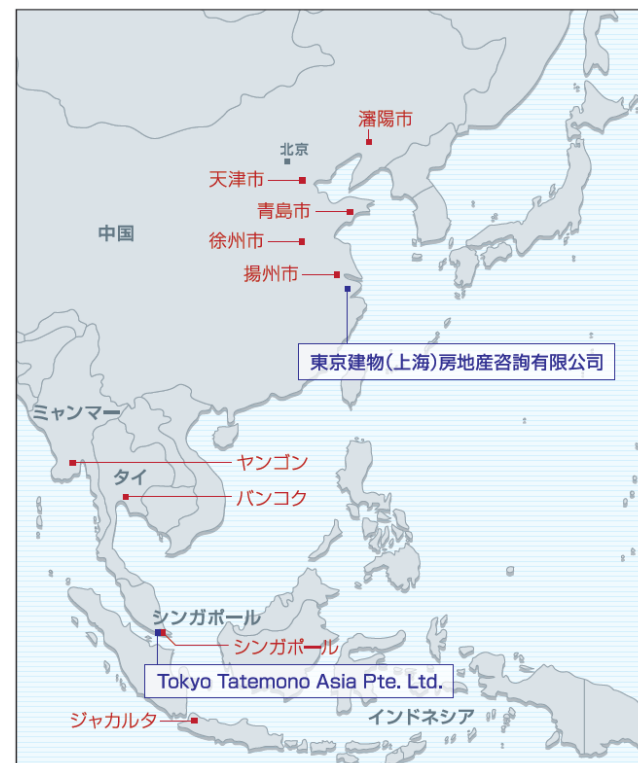 瀋陽市
北京
天津市
青島市
中国
徐州市
揚州市
東京建物(上海)房地産咨詢有限公司
ミャンマー
ヤンゴン
タイ
バンコク
シンガポール
シンガポール
Tokyo Tatemono Asia Pte. Ltd.
ジャカルタ
インドネシア